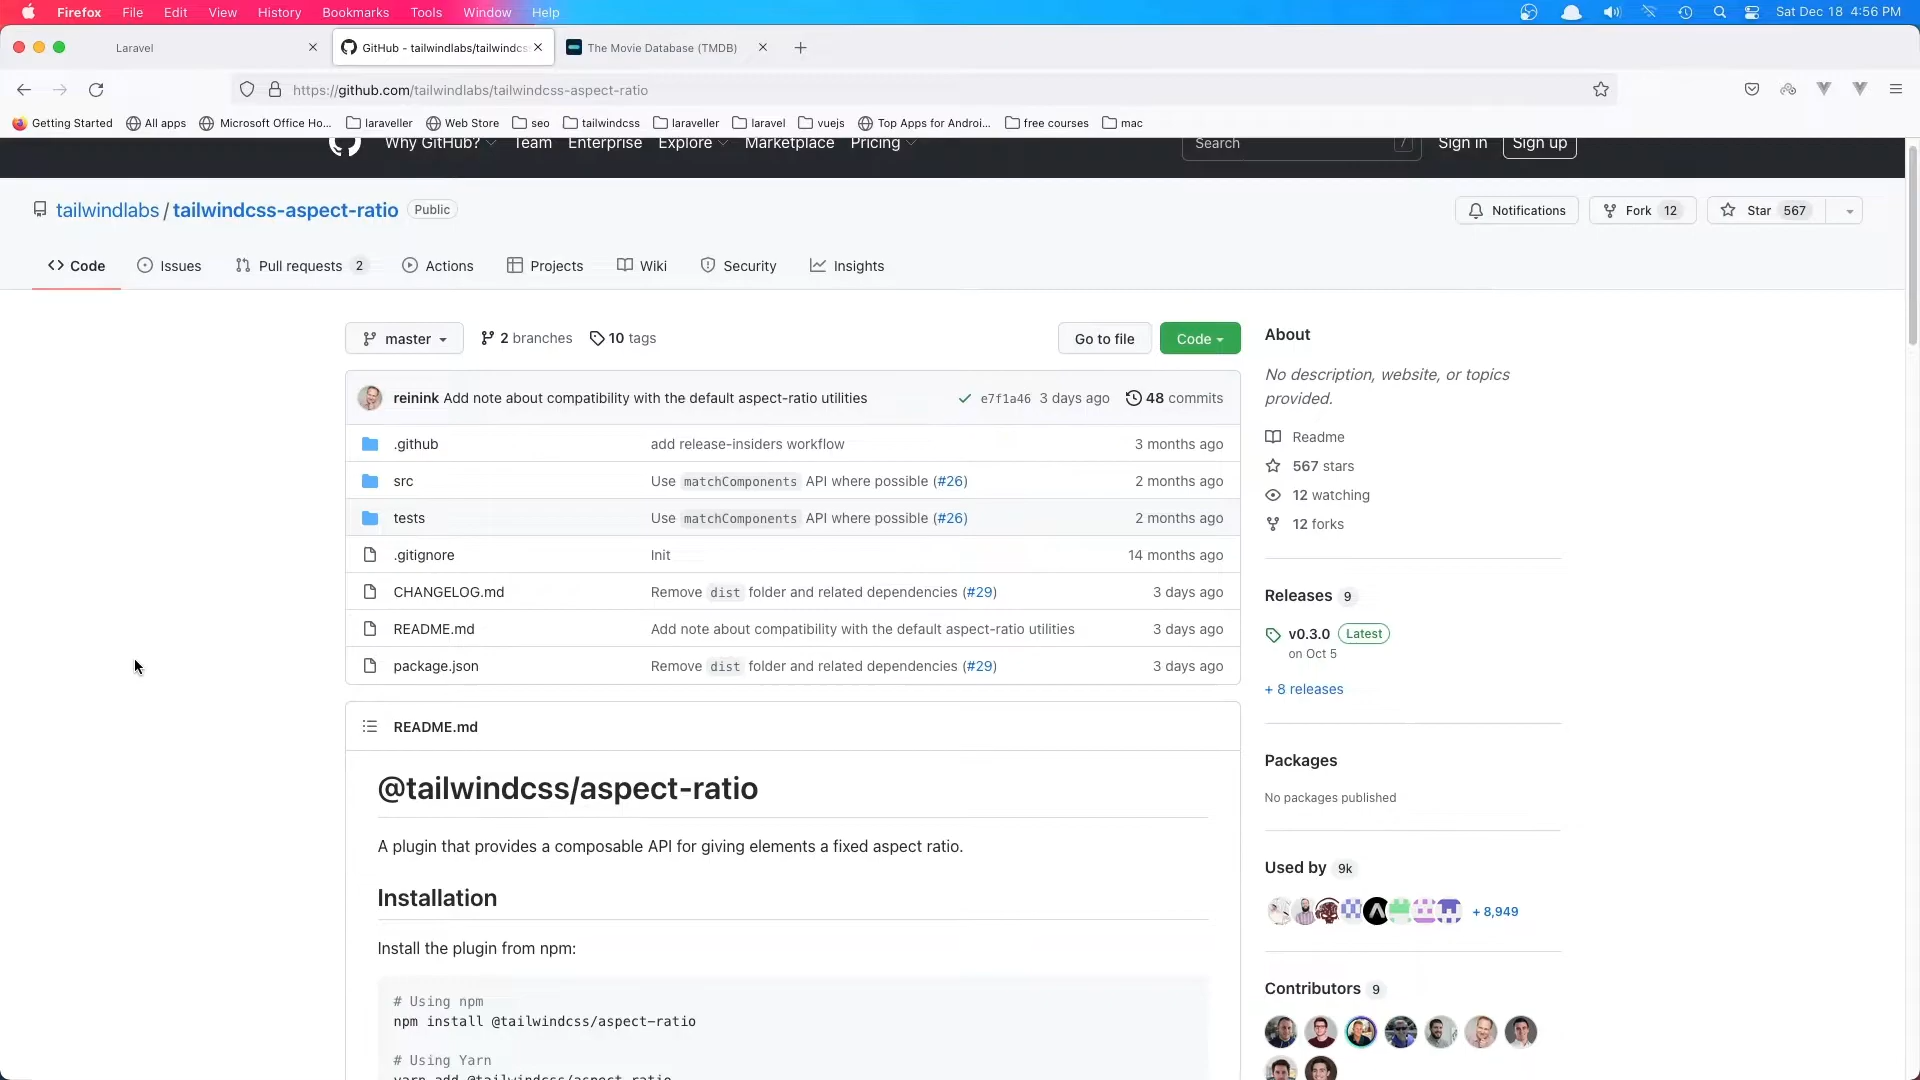 Firefox File Edit View History Bookmarks Tools Window Help Sat Dec 18 4:56 PM
Laravel GitHub - tailwindlabs/tailwindcs The Movie Database (TMDB)
https://github.com/tailwindlabs/tailwindcss-aspect-ratio
Getting Started All apps Microsoft Office Ho... laraveller Web Store seo tailwindcss laraveller laravel vuejs Top Apps for Androi... free courses mac
Why GitHub? Team Enterprise Explore Marketplace Pricing Search / Sign in Sign up
tailwindlabs / tailwindcss-aspect-ratio Public Notifications Fork 12 Star 567
Code Issues Pull requests 2 Actions Projects Wiki Security Insights
master 2 branches 10 tags Go to file Code
reinink Add note about compatibility with the default aspect-ratio utilities e7f1a46 3 days ago 48 commits
.github add release-insiders workflow 3 months ago
src Use matchComponents API where possible (#26) 2 months ago
tests Use matchComponents API where possible (#26) 2 months ago
.gitignore Init 14 months ago
CHANGELOG.md Remove dist folder and related dependencies (#29) 3 days ago
README.md Add note about compatibility with the default aspect-ratio utilities 3 days ago
package.json Remove dist folder and related dependencies (#29) 3 days ago
README.md
@tailwindcss/aspect-ratio
A plugin that provides a composable API for giving elements a fixed aspect ratio.
Installation
Install the plugin from npm:
# Using npm
npm install @tailwindcss/aspect-ratio
# Using Yarn
yarn add @tailwindcss/aspect-ratio
About
No description, website, or topics
provided.
Readme
567 stars
12 watching
12 forks
Releases 9
v0.3.0 Latest
on Oct 5
+ 8 releases
Packages
No packages published
Used by 9k
+ 8,949
Contributors 9